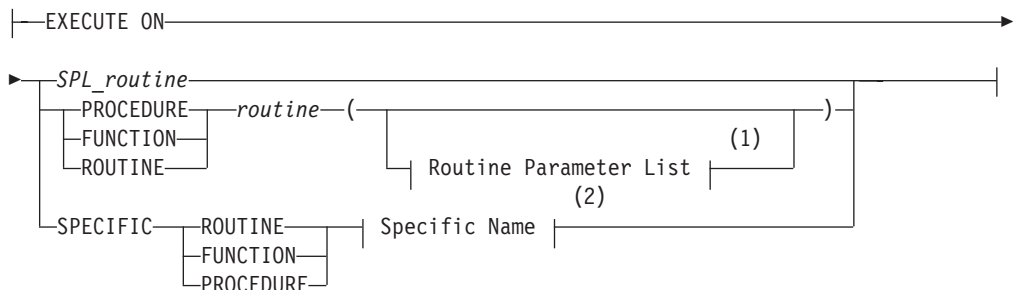 EXECUTE ON
SPL_routine
PROCEDURE routine ( )
FUNCTION (1)
ROUTINE Routine Parameter List
(2)
SPECIFIC ROUTINE Specific Name
FUNCTION
PROCEDURE